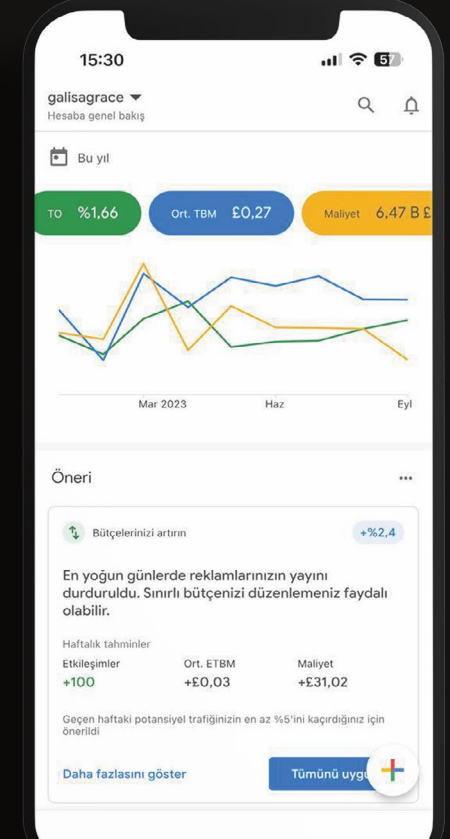 15:30
57
galisagrace
Hesaba genel bakış
Bu yıl
TO %1,66
Ort. TBM £0,27
Maliyet 6,47 B £
Mar 2023 Haz Eyl
Öneri
Bütçelerinizi artırın +%2,4
En yoğun günlerde reklamlarınızın yayını
durduruldu. Sınırlı bütçenizi düzenlemeniz faydalı
olabilir.
Haftalık tahminler
Etkileşimler Ort. ETBM Maliyet
+100 +£0,03 +£31,02
Geçen haftaki potansiyel trafiğinizin en az %5'ini kaçırdığınız için
önerildi
Daha fazlasını göster
Tümünü uygu